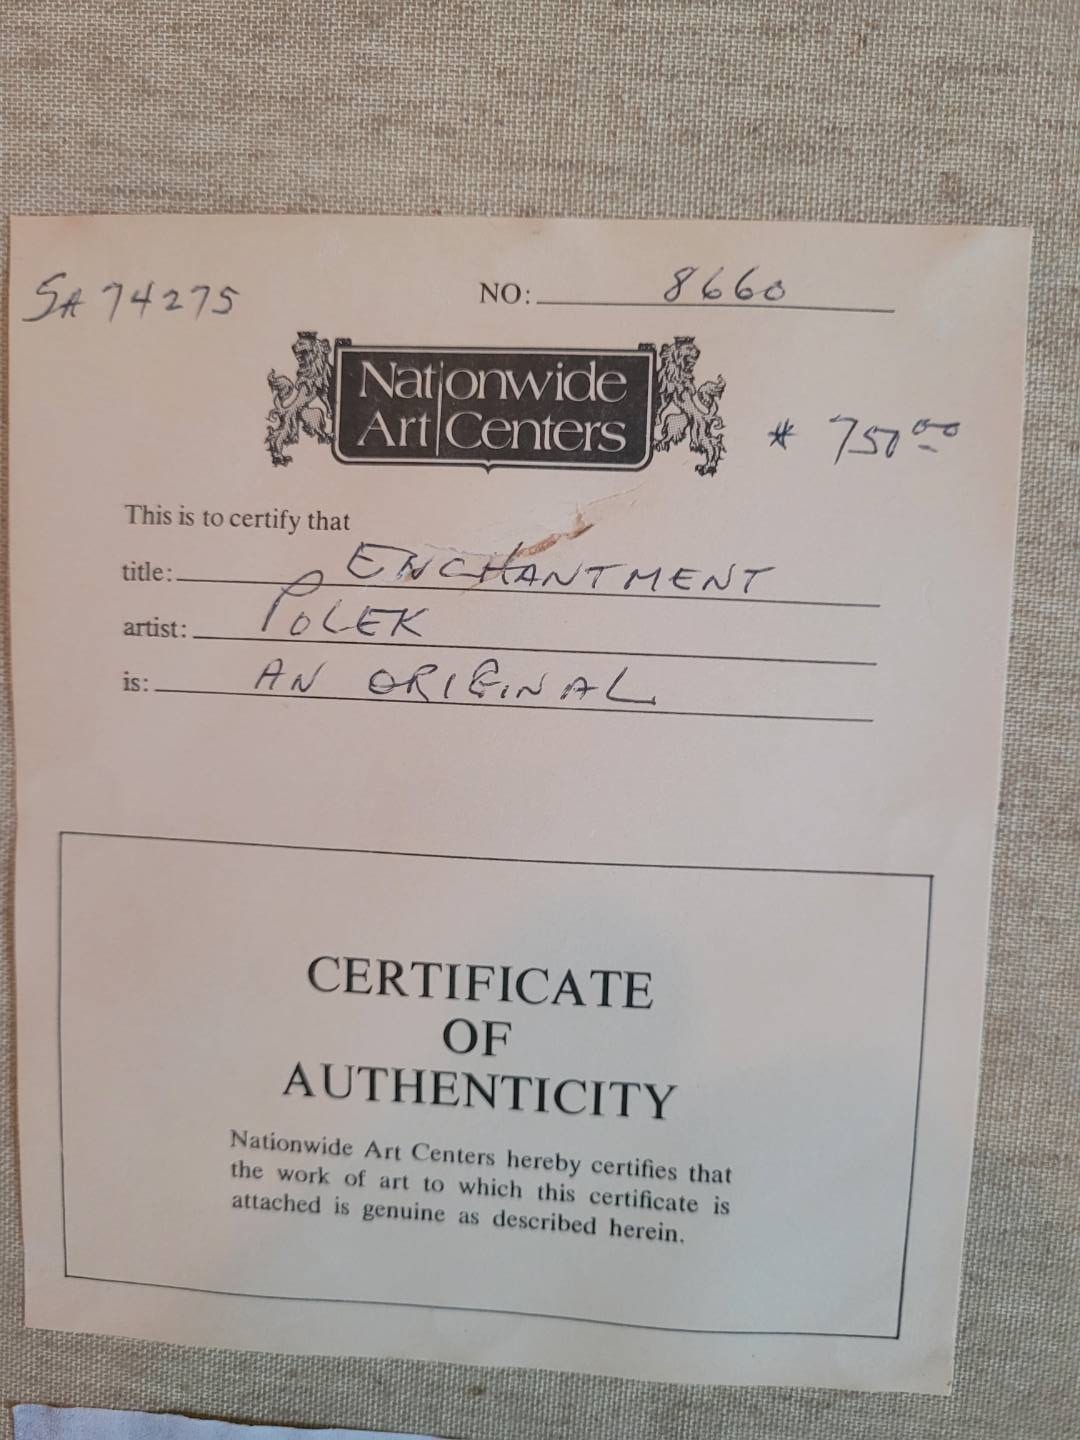 SA 74275
NO: 8660
Nationwide
Art Centers
* 750.00
This is to certify that
title: ENCHANTMENT
artist: POLEK
is: AN ORIGINAL
CERTIFICATE
OF
AUTHENTICITY
Nationwide Art Centers hereby certifies that
the work of art to which this certificate is
attached is genuine as described herein.